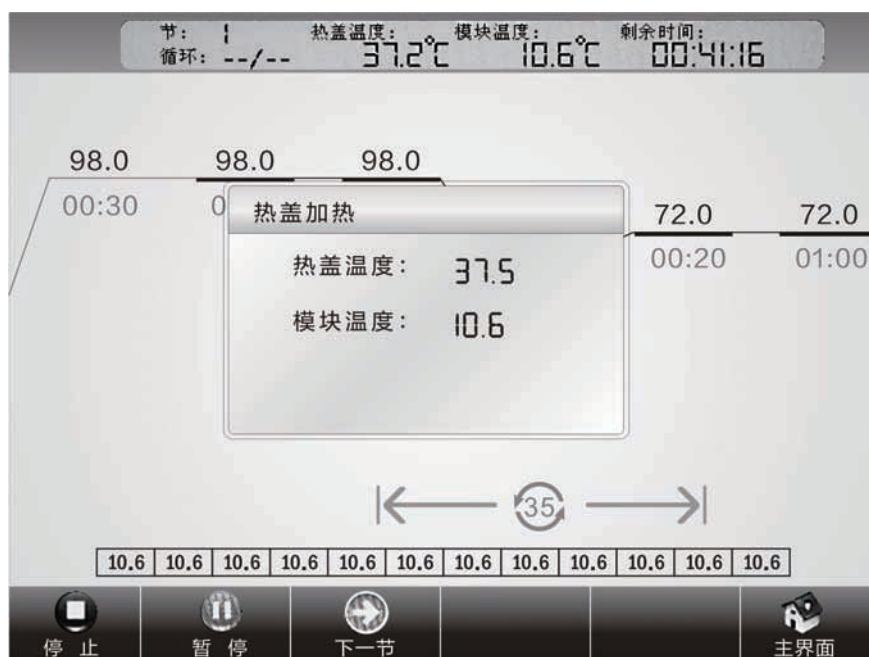 节: 1 热盖温度: 37.2℃ 模块温度: 10.6℃ 剩余时间: 00:41:16
循环: --/--
98.0 98.0 98.0
72.0 72.0
00:30 0
00:20 01:00
热盖加热
热盖温度: 37.5
模块温度: 10.6
35
10.6 10.6 10.6 10.6 10.6 10.6 10.6 10.6 10.6 10.6 10.6 10.6
停止 暂停 下一节 主界面